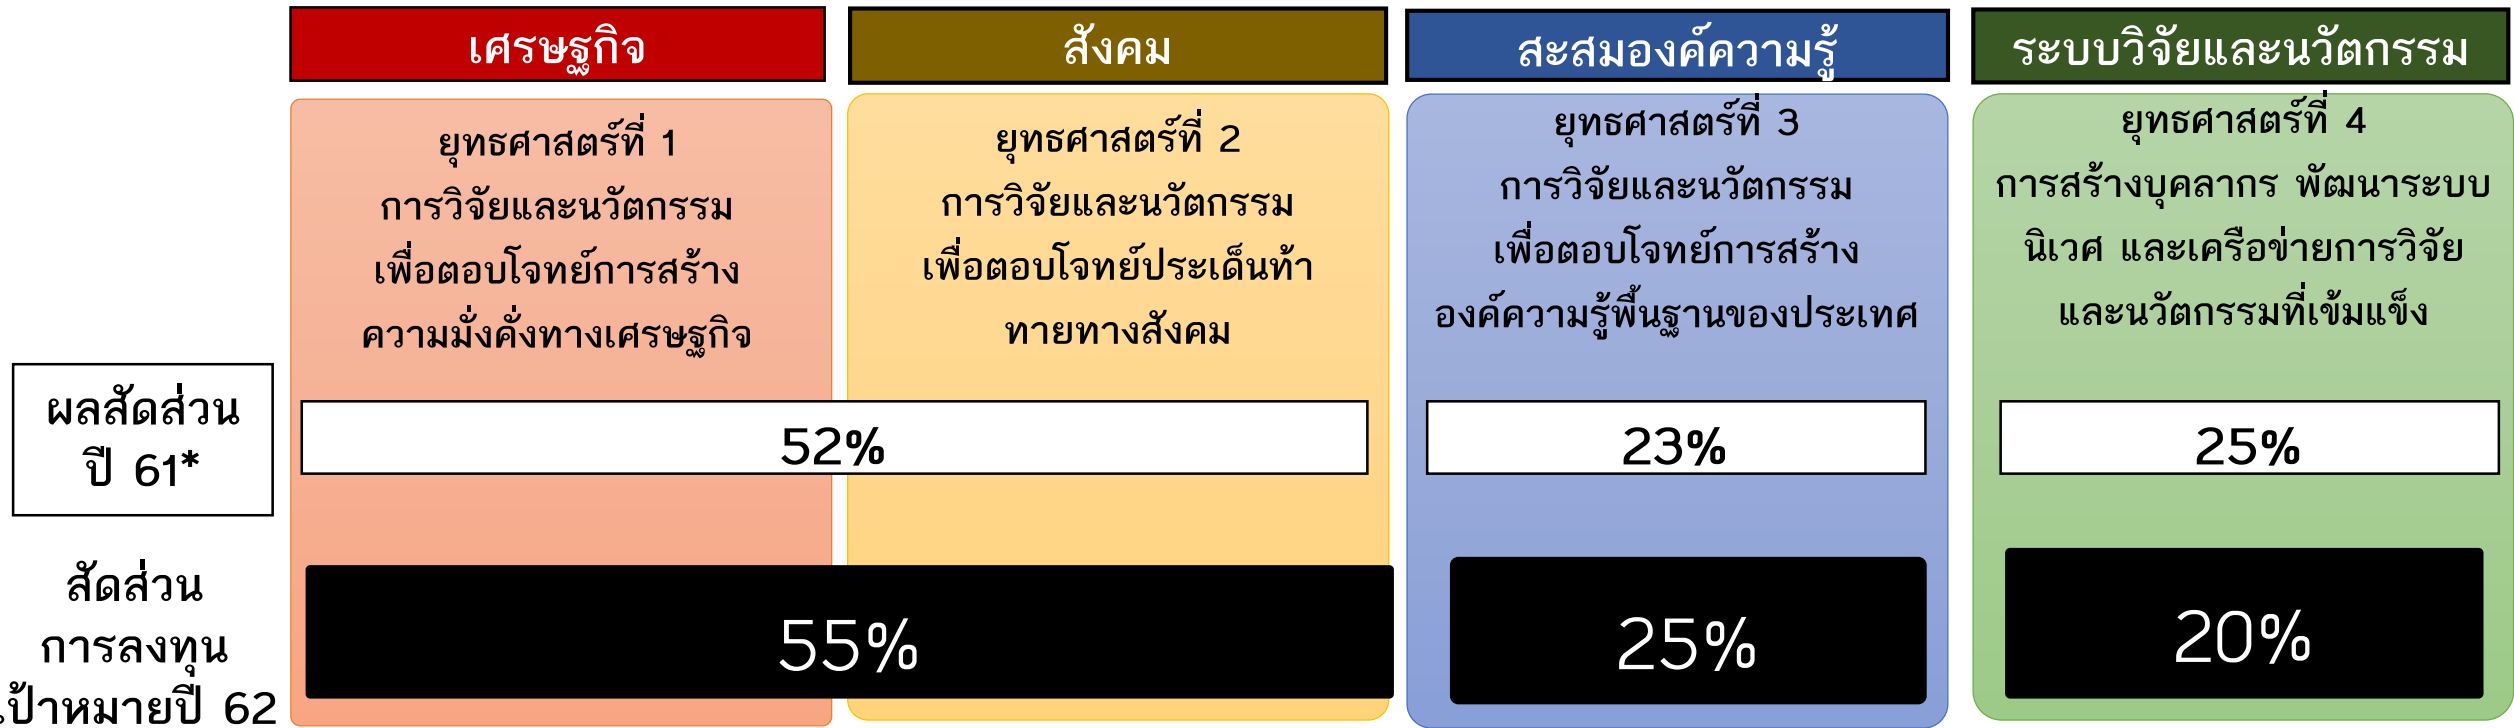 เศรษฐกิจ
สังคม
สะสมองค์ความรู้
ระบบวิจัยและนวัตกรรม
ยุทธศาสตร์ที่ 1
การวิจัยและนวัตกรรม
เพื่อตอบโจทย์การสร้าง
ความมั่งคั่งทางเศรษฐกิจ
ยุทธศาสตร์ที่ 2
การวิจัยและนวัตกรรม
เพื่อตอบโจทย์ประเด็นท้า
ทายทางสังคม
ยุทธศาสตร์ที่ 3
การวิจัยและนวัตกรรม
เพื่อตอบโจทย์การสร้าง
องค์ความรู้พื้นฐานของประเทศ
ยุทธศาสตร์ที่ 4
การสร้างบุคลากร พัฒนาระบบ
นิเวศ และเครือข่ายการวิจัย
และนวัตกรรมที่เข้มแข็ง
ผลสัดส่วน
ปี 61*
52%
23%
25%
สัดส่วน
การลงทุน
เป้าหมายปี 62
55%
25%
20%